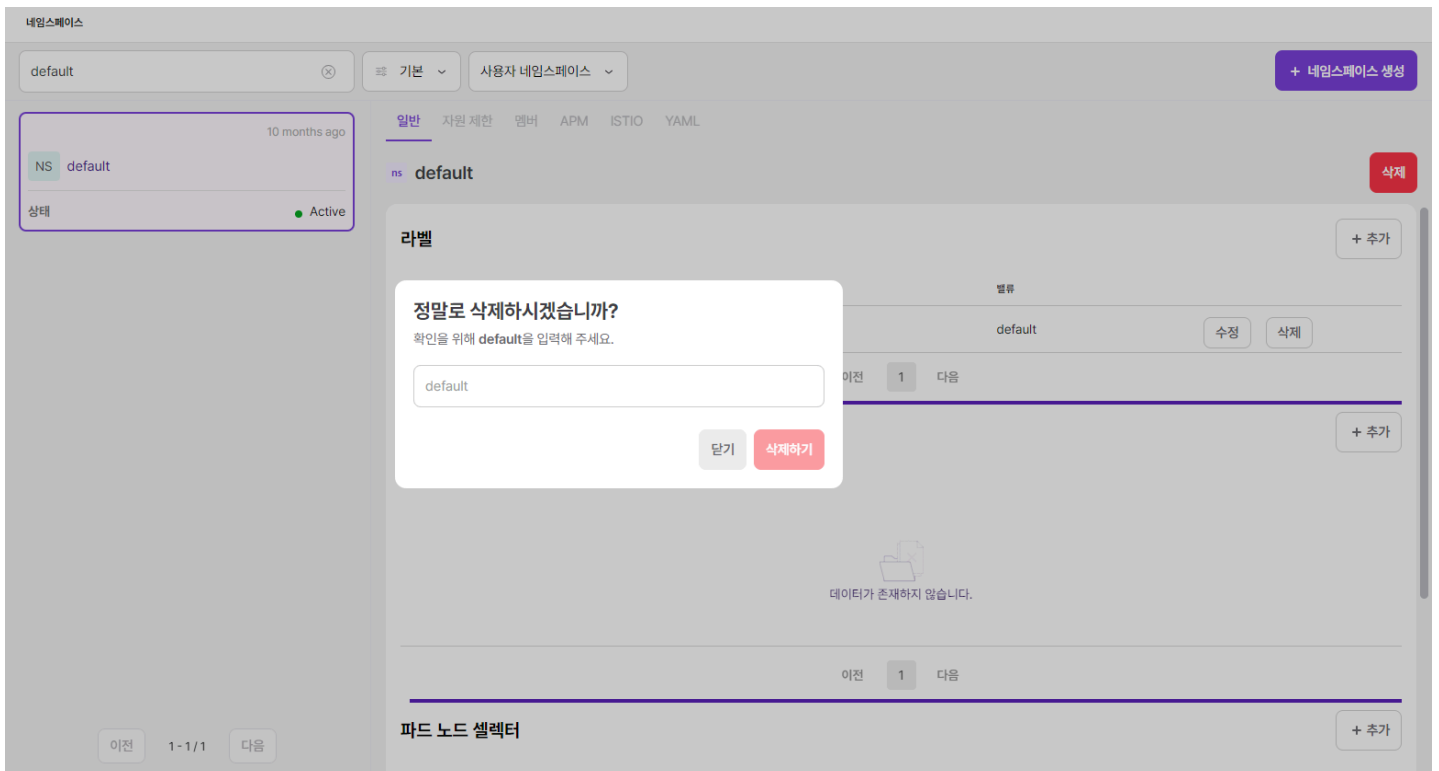 네임스페이스
default
기본
사용자 네임스페이스
+ 네임스페이스 생성
10 months ago
NS default
상태
Active
이전 1 - 1 / 1 다음
일반 자원 제한 멤버 APM ISTIO YAML
ns default
삭제
라벨
+ 추가
밸류
default 수정 삭제
이전 1 다음
+ 추가
데이터가 존재하지 않습니다.
이전 1 다음
파드 노드 셀렉터
+ 추가
정말로 삭제하시겠습니까?
확인을 위해 default을 입력해 주세요.
default
닫기 삭제하기